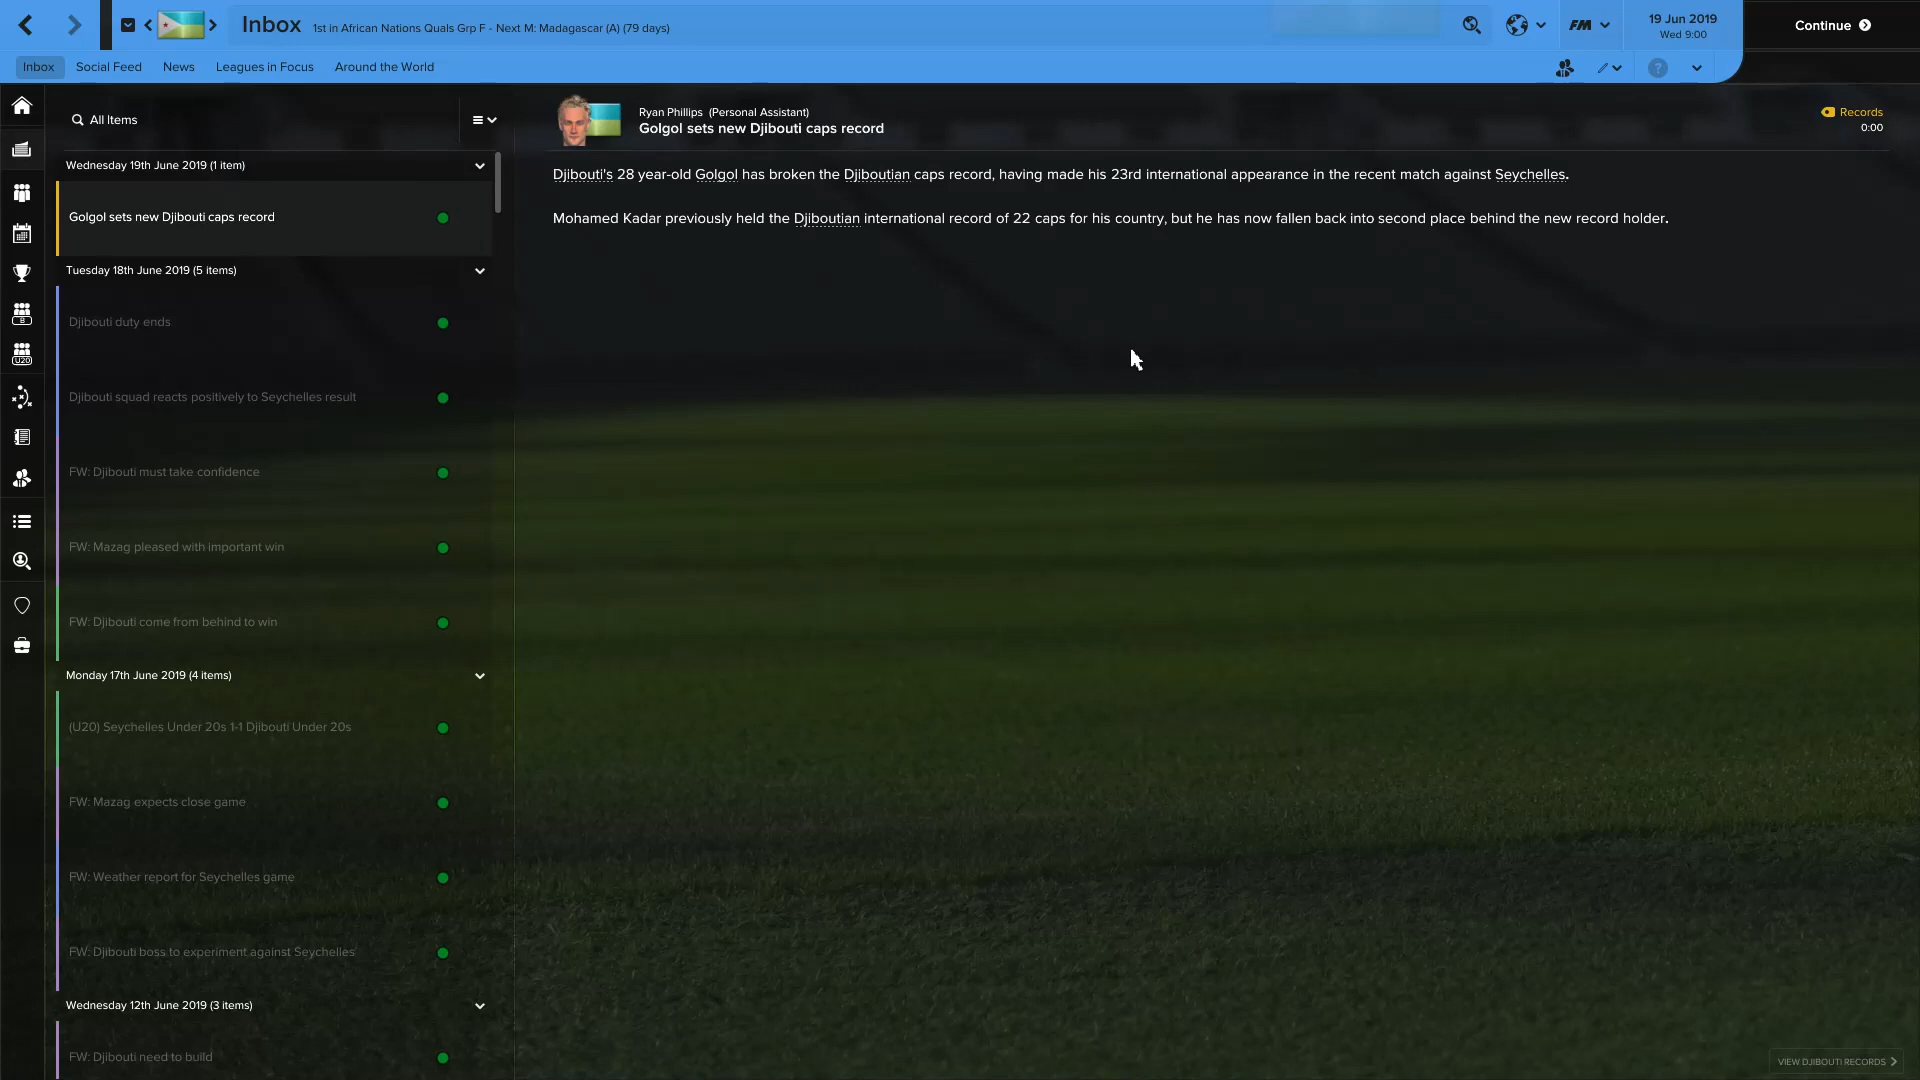 Inbox
1st in African Nations Quals Grp F - Next M: Madagascar (A) (79 days)
FM
19 Jun 2019
Wed 9:00
Continue
Inbox
Social Feed
News
Leagues in Focus
Around the World
?
All Items
Wednesday 19th June 2019 (1 item)
Golgol sets new Djibouti caps record
Tuesday 18th June 2019 (5 items)
Djibouti duty ends
Djibouti squad reacts positively to Seychelles result
FW: Djibouti must take confidence
FW: Mazag pleased with important win
FW: Djibouti come from behind to win
Monday 17th June 2019 (4 items)
(U20) Seychelles Under 20s 1-1 Djibouti Under 20s
FW: Mazag expects close game
FW: Weather report for Seychelles game
FW: Djibouti boss to experiment against Seychelles
Wednesday 12th June 2019 (3 items)
FW: Djibouti need to build
B
U20
Ryan Phillips (Personal Assistant)
Golgol sets new Djibouti caps record
Records
0:00
Djibouti's 28 year-old Golgol has broken the Djiboutian caps record, having made his 23rd international appearance in the recent match against Seychelles.
Mohamed Kadar previously held the Djiboutian international record of 22 caps for his country, but he has now fallen back into second place behind the new record holder.
VIEW DJIBOUTI RECORDS